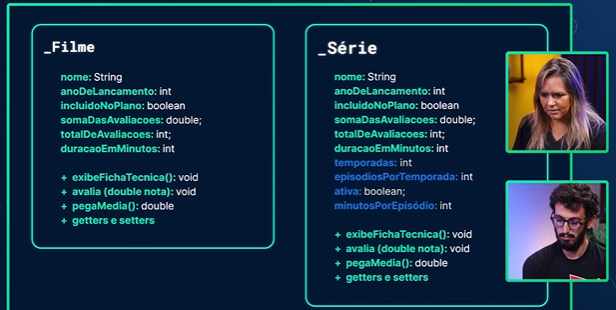 _Filme
nome: String
anoDeLancamento: int
incluidoNoPlano: boolean
somaDasAvaliacoes: double;
totalDeAvaliacoes: int;
duracaoEmMinutos: int
+ exibeFichaTecnica(): void
+ avalia (double nota): void
+ pegaMedia(): double
+ getters e setters
_Série
nome: String
anoDeLancamento: int
incluidoNoPlano: boolean
somaDasAvaliacoes: double;
totalDeAvaliacoes: int;
duracaoEmMinutos: int
temporadas: int
episodiosPorTemporada: int
ativa: boolean;
minutosPorEpisódio: int
+ exibeFichaTecnica(): void
+ avalia (double nota): void
+ pegaMedia(): double
+ getters e setters